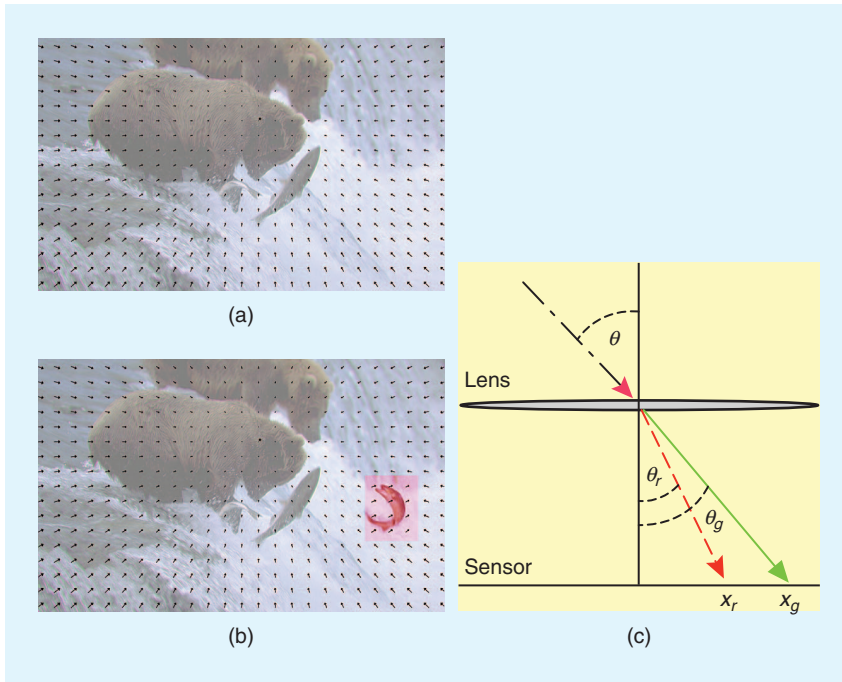 (a)
(b)
θ
Lens
θr
θg
Sensor
xr xg
(c)